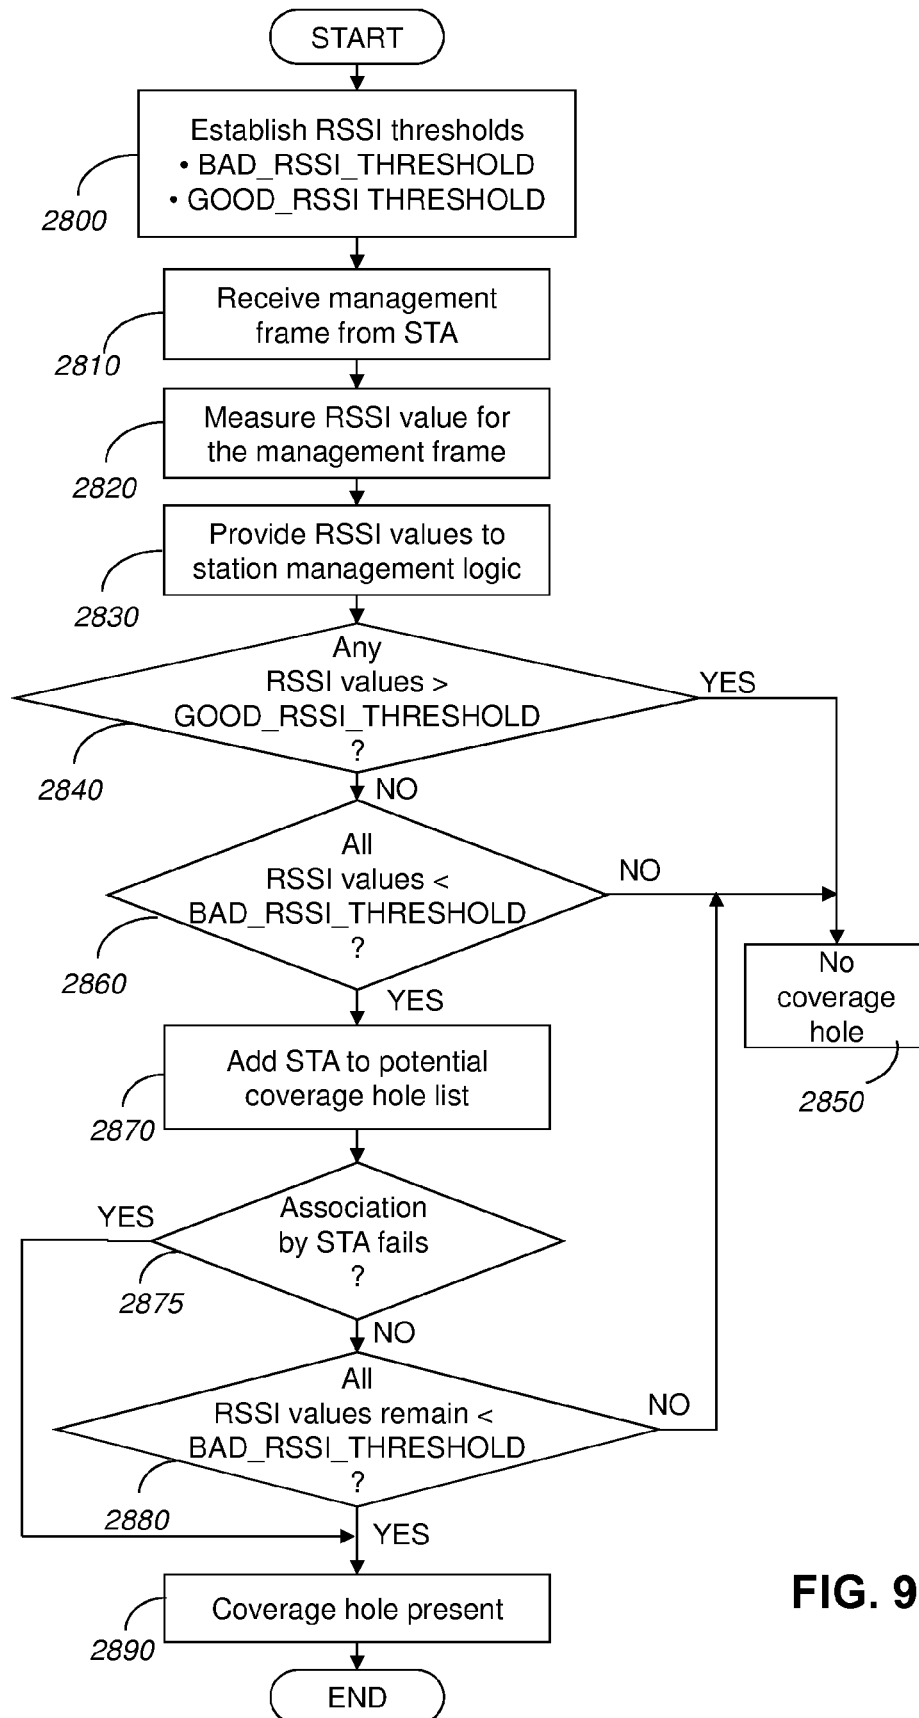 START
Establish RSSI thresholds
• BAD_RSSI_THRESHOLD
• GOOD_RSSI THRESHOLD
2800
Receive management
frame from STA
2810
Measure RSSI value for
the management frame
2820
Provide RSSI values to
station management logic
2830
Any
RSSI values >
GOOD_RSSI_THRESHOLD
?
YES
2840
NO
All
RSSI values <
BAD_RSSI_THRESHOLD
?
NO
2860
YES
No
coverage
hole
2850
Add STA to potential
coverage hole list
2870
Association
by STA fails
?
YES
2875
NO
All
RSSI values remain <
BAD_RSSI_THRESHOLD
?
NO
2880
YES
Coverage hole present
2890
END
FIG. 9